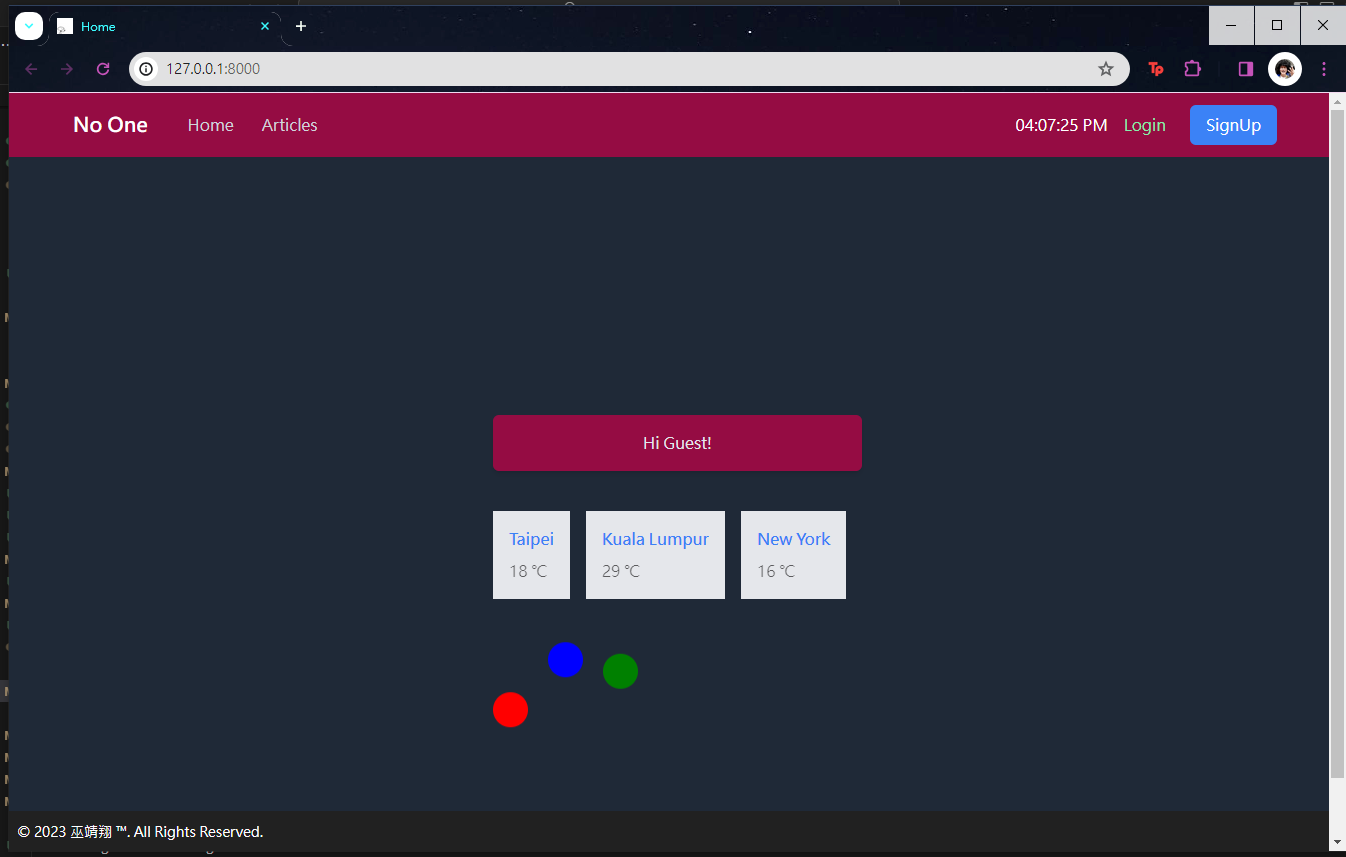 Home
127.0.0.1:8000
Tp
No One Home Articles 04:07:25 PM Login SignUp
Hi Guest!
Taipei Kuala Lumpur New York
18 °C 29 °C 16 °C
© 2023 巫靖翔 ™. All Rights Reserved.